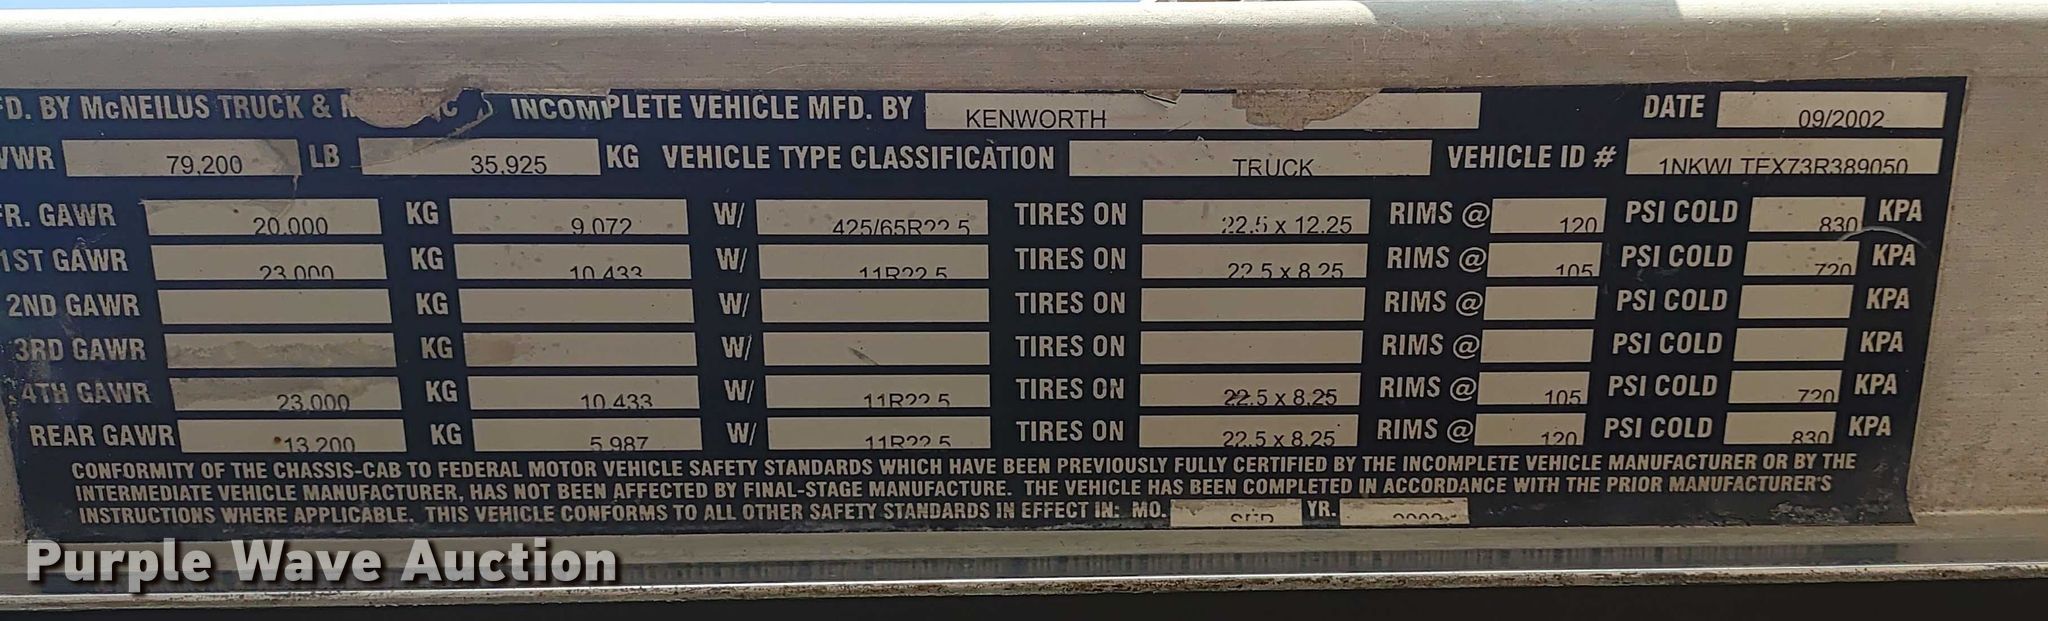 FD. BY McNEILUS TRUCK & INCOMPLETE VEHICLE MFD. BY KENWORTH DATE 09/2002
VWR 79,200 LB 35,925 KG VEHICLE TYPE CLASSIFICATION TRUCK VEHICLE ID # 1NKWLTEX73R389050
FR. GAWR 20,000 KG 9,072 W/ 425/65R22.5 TIRES ON 22.5 x 12.25 RIMS @ 120 PSI COLD 830 KPA
1ST GAWR 23,000 KG 10,433 W/ 11R22.5 TIRES ON 22.5 x 8.25 RIMS @ 105 PSI COLD 720 KPA
2ND GAWR KG W/ TIRES ON RIMS @ PSI COLD KPA
3RD GAWR KG W/ TIRES ON RIMS @ PSI COLD KPA
4TH GAWR 23,000 KG 10,433 W/ 11R22.5 TIRES ON 22.5 x 8.25 RIMS @ 105 PSI COLD 720 KPA
REAR GAWR 13,200 KG 5,987 W/ 11R22.5 TIRES ON 22.5 x 8.25 RIMS @ 120 PSI COLD 830 KPA
CONFORMITY OF THE CHASSIS-CAB TO FEDERAL MOTOR VEHICLE SAFETY STANDARDS WHICH HAVE BEEN PREVIOUSLY FULLY CERTIFIED BY THE INCOMPLETE VEHICLE MANUFACTURER OR BY THE
INTERMEDIATE VEHICLE MANUFACTURER, HAS NOT BEEN AFFECTED BY FINAL-STAGE MANUFACTURE. THE VEHICLE HAS BEEN COMPLETED IN ACCORDANCE WITH THE PRIOR MANUFACTURER'S
INSTRUCTIONS WHERE APPLICABLE. THIS VEHICLE CONFORMS TO ALL OTHER SAFETY STANDARDS IN EFFECT IN: MO. SEP YR. 2002
Purple Wave Auction